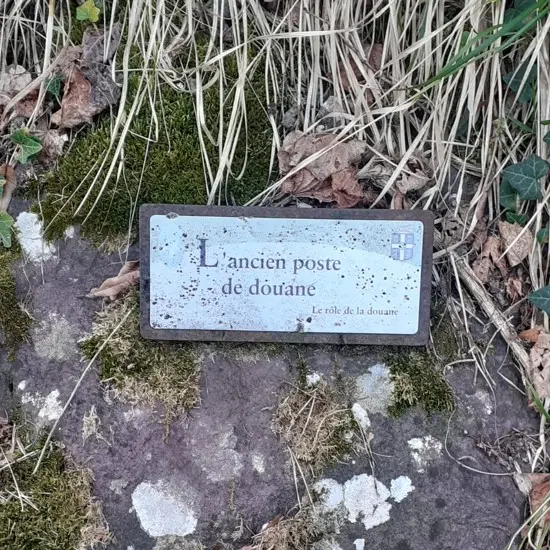 L'ancien poste
de douane
Le rôle de la douane